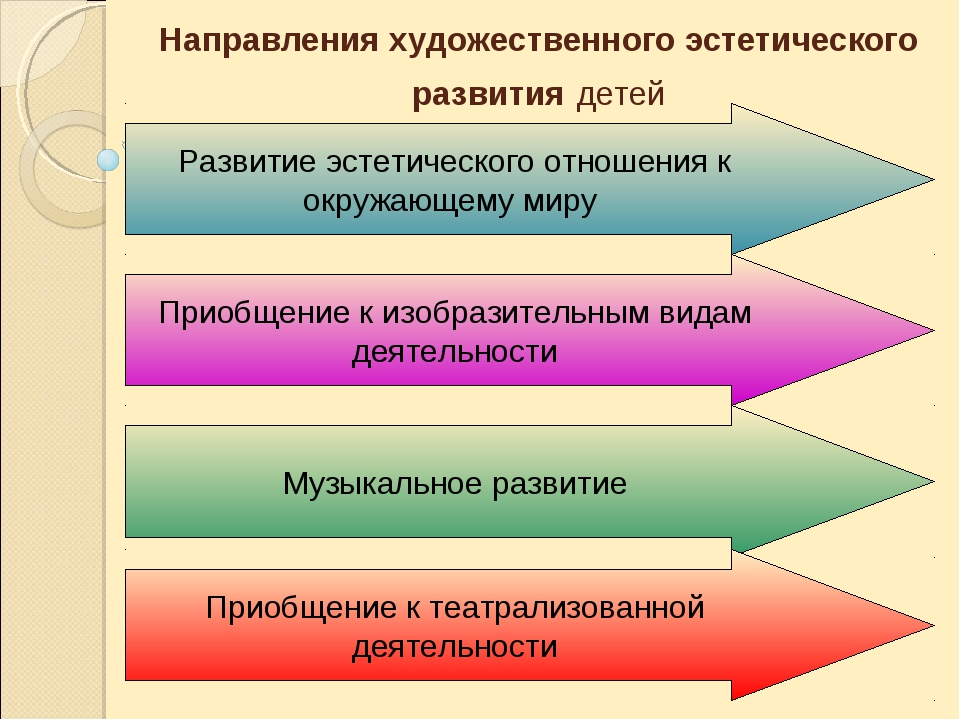 Направления художественного эстетического
развития детей
Развитие эстетического отношения к
окружающему миру
Приобщение к изобразительным видам
деятельности
Музыкальное развитие
Приобщение к театрализованной
деятельности